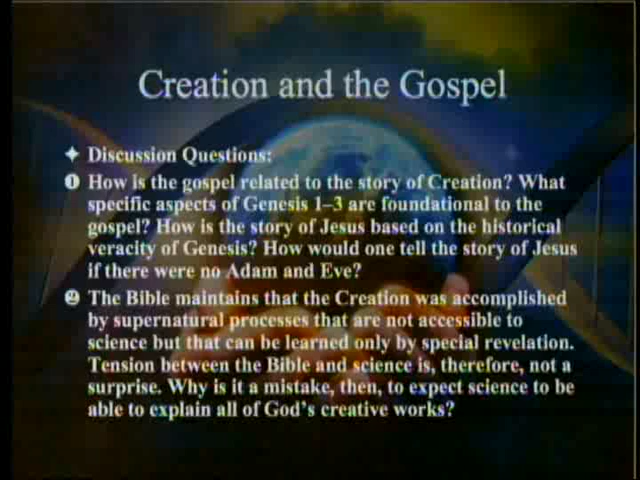 Creation and the Gospel
✦ Discussion Questions:
❶ How is the gospel related to the story of Creation? What
specific aspects of Genesis 1–3 are foundational to the
gospel? How is the story of Jesus based on the historical
veracity of Genesis? How would one tell the story of Jesus
if there were no Adam and Eve?
❷ The Bible maintains that the Creation was accomplished
by supernatural processes that are not accessible to
science but that can be learned only by special revelation.
Tension between the Bible and science is, therefore, not a
surprise. Why is it a mistake, then, to expect science to be
able to explain all of God's creative works?